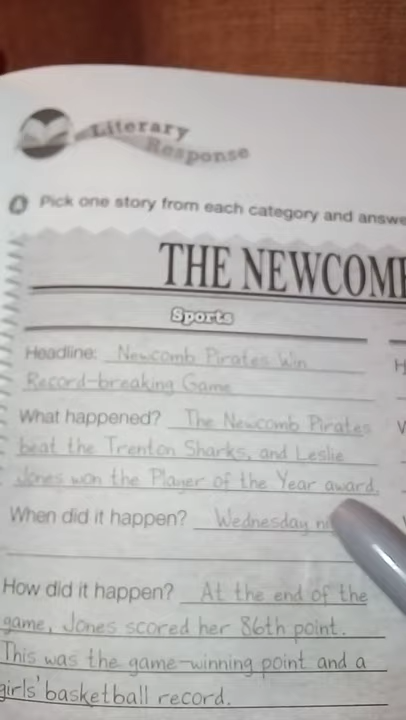 Literary
Response
A Pick one story from each category and
THE
Sports
Headline: Newcomb Pirates Win
Record-breaking Game
What happened? The Newcomb Pirates
beat the Trenton Sharks, and Leslie
Jones won the Player of the Year award.
When did it happen? Wednesday
How did it happen? At the end of the
game, Jones scored her 86th point.
This was the game-winning point and a
girls' basketball record.